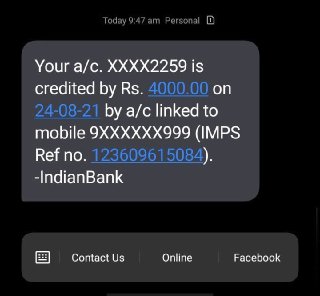 Today 9:47 am Personal
Your a/c. XXXX2259 is
credited by Rs. 4000.00 on
24-08-21 by a/c linked to
mobile 9XXXXXX999 (IMPS
Ref no. 123609615084).
-IndianBank
Contact Us Online Facebook